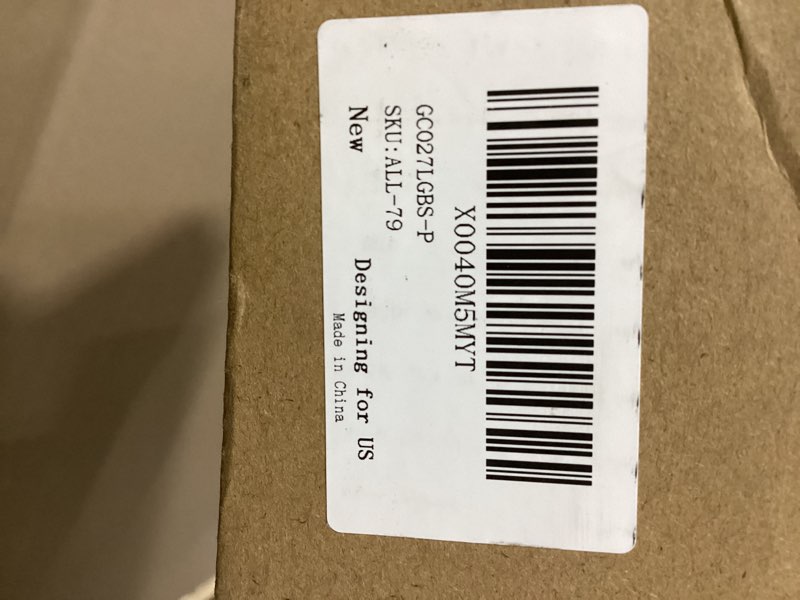 X0040M5MYT
GC027LGBS-P
SKU:ALL-79
New
Designing for US
Made in China